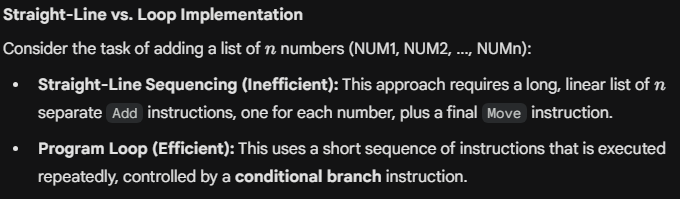 Straight-Line vs. Loop Implementation
Consider the task of adding a list of n numbers (NUM1, NUM2, ..., NUMn):
• Straight-Line Sequencing (Inefficient): This approach requires a long, linear list of n
separate Add instructions, one for each number, plus a final Move instruction.
• Program Loop (Efficient): This uses a short sequence of instructions that is executed
repeatedly, controlled by a conditional branch instruction.